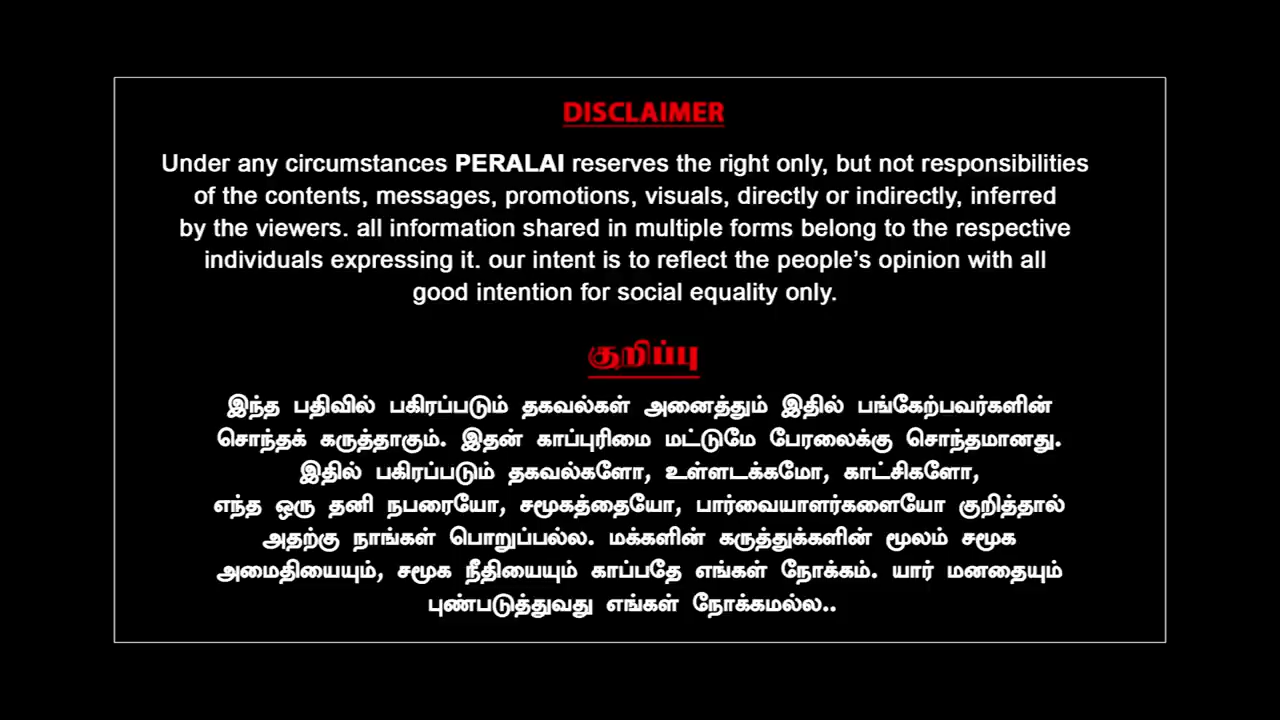 DISCLAIMER
Under any circumstances PERALAI reserves the right only, but not responsibilities
of the contents, messages, promotions, visuals, directly or indirectly, inferred
by the viewers. all information shared in multiple forms belong to the respective
individuals expressing it. our intent is to reflect the people's opinion with all
good intention for social equality only.
குறிப்பு
இந்த பதிவில் பகிரப்படும் தகவல்கள் அனைத்தும் இதில் பங்கேற்பவர்களின்
சொந்தக் கருத்தாகும். இதன் காப்புரிமை மட்டுமே பேரலைக்கு சொந்தமானது.
இதில் பகிரப்படும் தகவல்களோ, உள்ளடக்கமோ, காட்சிகளோ,
எந்த ஒரு தனி நபரையோ, சமூகத்தையோ, பார்வையாளர்களையோ குறித்தால்
அதற்கு நாங்கள் பொறுப்பல்ல. மக்களின் கருத்துக்களின் மூலம் சமூக
அமைதியையும், சமூக நீதியையும் காப்பதே எங்கள் நோக்கம். யார் மனதையும்
புண்படுத்துவது எங்கள் நோக்கமல்ல..